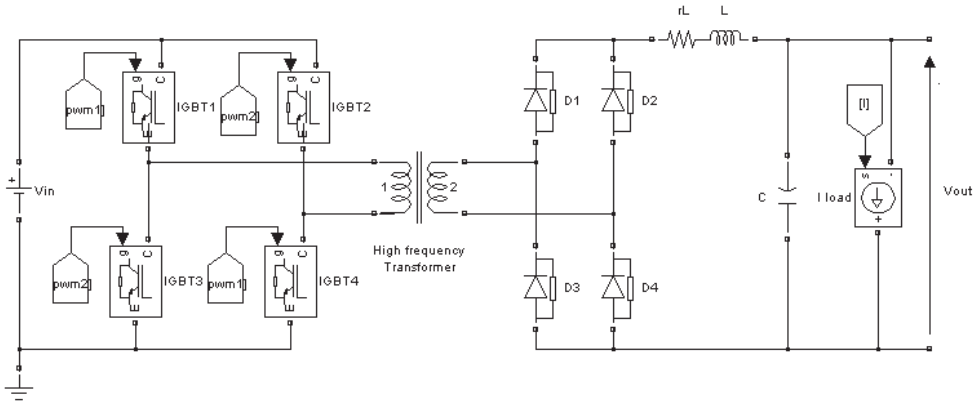 rL L
g C g C
pwm1 IGBT1 pwm2 IGBT2
E E
D1 D2
[I]
+ Vin
1 2
s -
C I load Vout
+
High frequency
Transformer
g C g C
pwm2 IGBT3 pwm1 IGBT4
E E
D3 D4